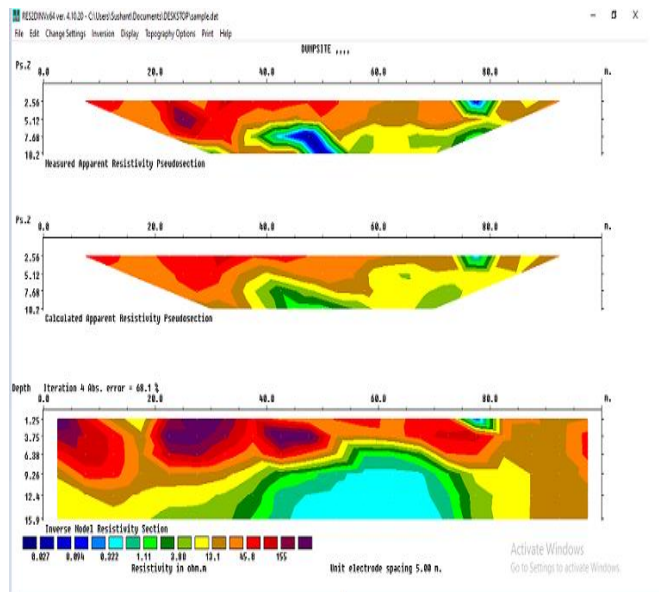 RES2DINVx64 ver. 4.10.20 - C:\Users\Sushant\Documents\DESKSTOP\sample.dat
File Edit Change Settings Inversion Display Topography Options Print Help
DUMPSITE ,,,,
Ps.Z 0.0 20.0 40.0 60.0 80.0 m.
2.56
5.12
7.68
10.2
Measured Apparent Resistivity Pseudosection
Ps.Z 0.0 20.0 40.0 60.0 80.0 m.
2.56
5.12
7.68
10.2
Calculated Apparent Resistivity Pseudosection
Depth Iteration 4 Abs. error = 68.1 %
0.0 20.0 40.0 60.0 80.0 m.
1.25
3.75
6.38
9.26
12.4
15.9
Inverse Model Resistivity Section
0.027 0.094 0.322 1.11 13.1 45.0 155
Resistivity in ohm.m
Unit electrode spacing 5.00 m.
Activate Windows
Go to Settings to activate Windows.